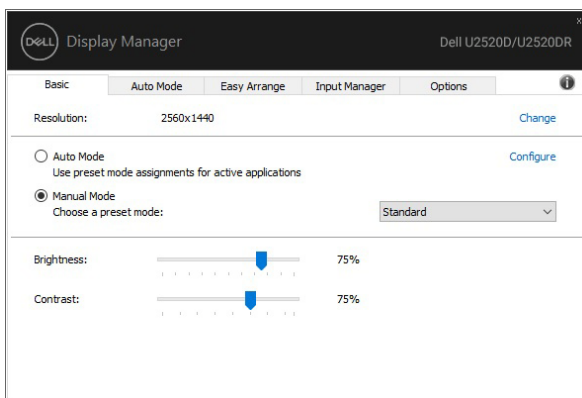 DELL Display Manager
Dell U2520D/U2520DR
Basic Auto Mode Easy Arrange Input Manager Options
Resolution: 2560x1440 Change
Auto Mode Configure
Use preset mode assignments for active applications
Manual Mode
Choose a preset mode: Standard
Brightness: 75%
Contrast: 75%